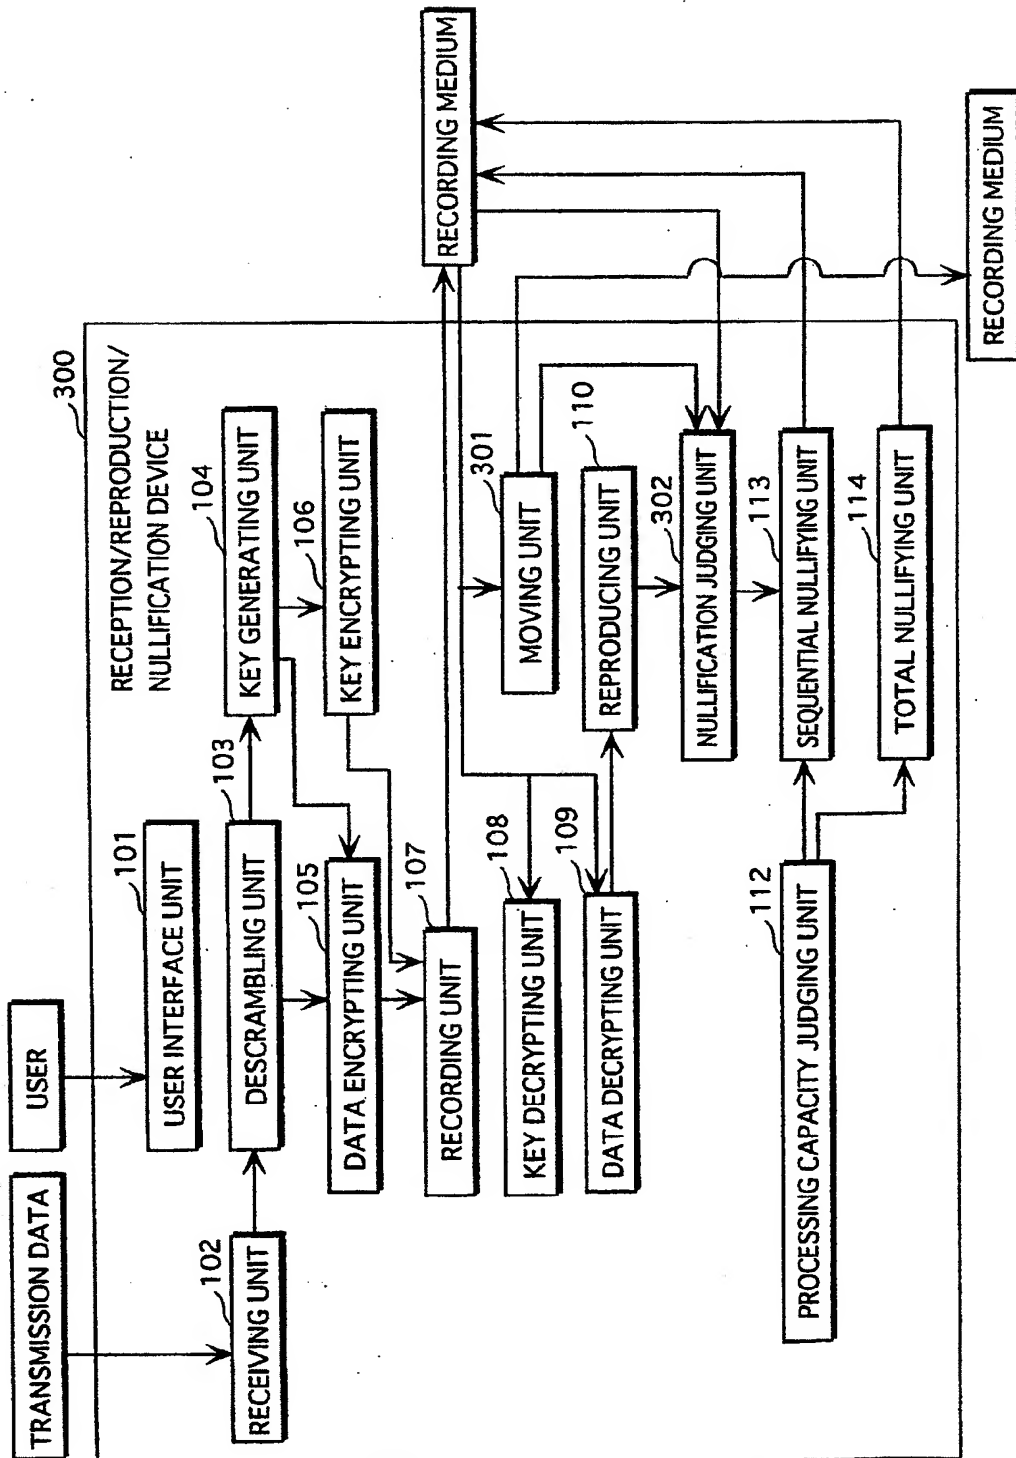 TRANSMISSION DATA
USER
300
RECEPTION/REPRODUCTION/
NULLIFICATION DEVICE
101
USER INTERFACE UNIT
102
RECEIVING UNIT
103
DESCRAMBLING UNIT
104
KEY GENERATING UNIT
105
DATA ENCRYPTING UNIT
106
KEY ENCRYPTING UNIT
107
RECORDING UNIT
RECORDING MEDIUM
108
KEY DECRYPTING UNIT
109
DATA DECRYPTING UNIT
301
MOVING UNIT
110
REPRODUCING UNIT
302
NULLIFICATION JUDGING UNIT
112
PROCESSING CAPACITY JUDGING UNIT
113
SEQUENTIAL NULLIFYING UNIT
114
TOTAL NULLIFYING UNIT
RECORDING MEDIUM